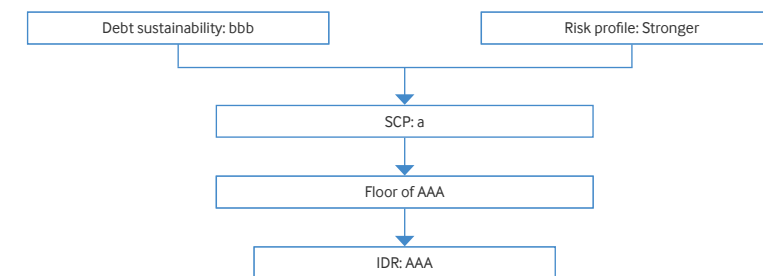 Debt sustainability: bbb
Risk profile: Stronger
SCP: a
Floor of AAA
IDR: AAA